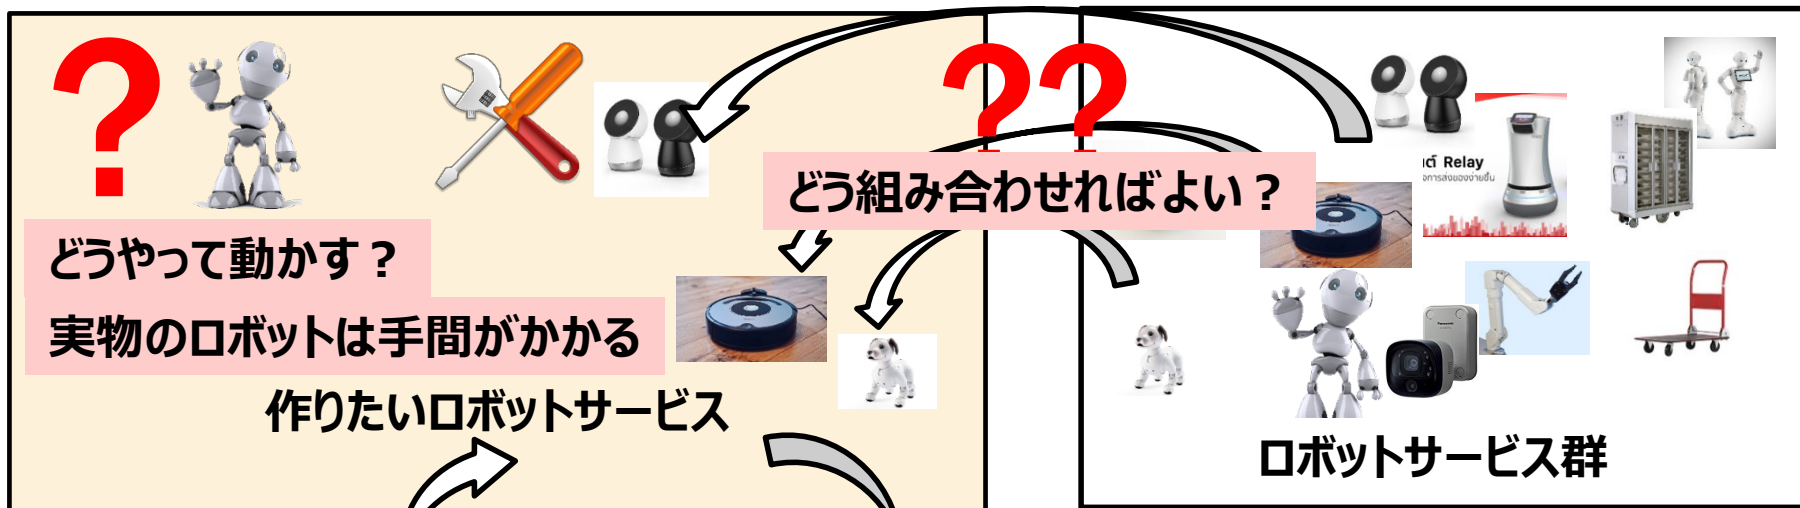 ?
??
どう組み合わせればよい？
どうやって動かす？
実物のロボットは手間がかかる
作りたいロボットサービス
Relay
ロボットサービス群